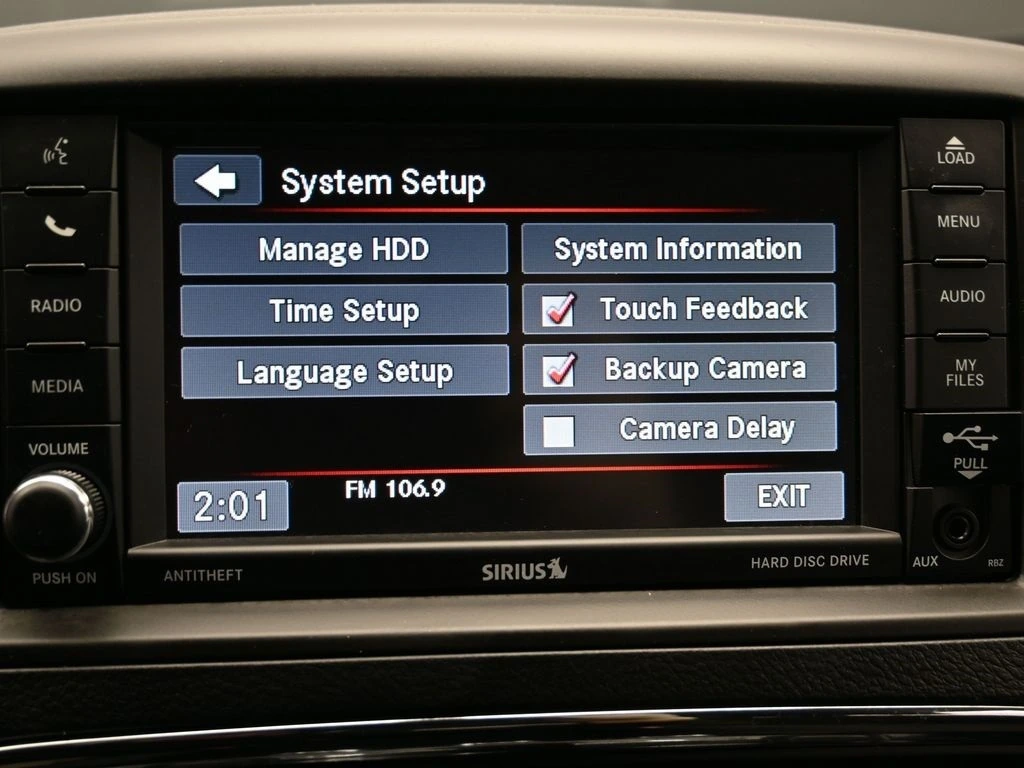 System Setup
Manage HDD
System Information
Time Setup
Touch Feedback
Language Setup
Backup Camera
Camera Delay
2:01
FM 106.9
EXIT
RADIO
MEDIA
VOLUME
PUSH ON
LOAD
MENU
AUDIO
MY
FILES
PULL
AUX
RBZ
ANTITHEFT
SIRIUS
HARD DISC DRIVE